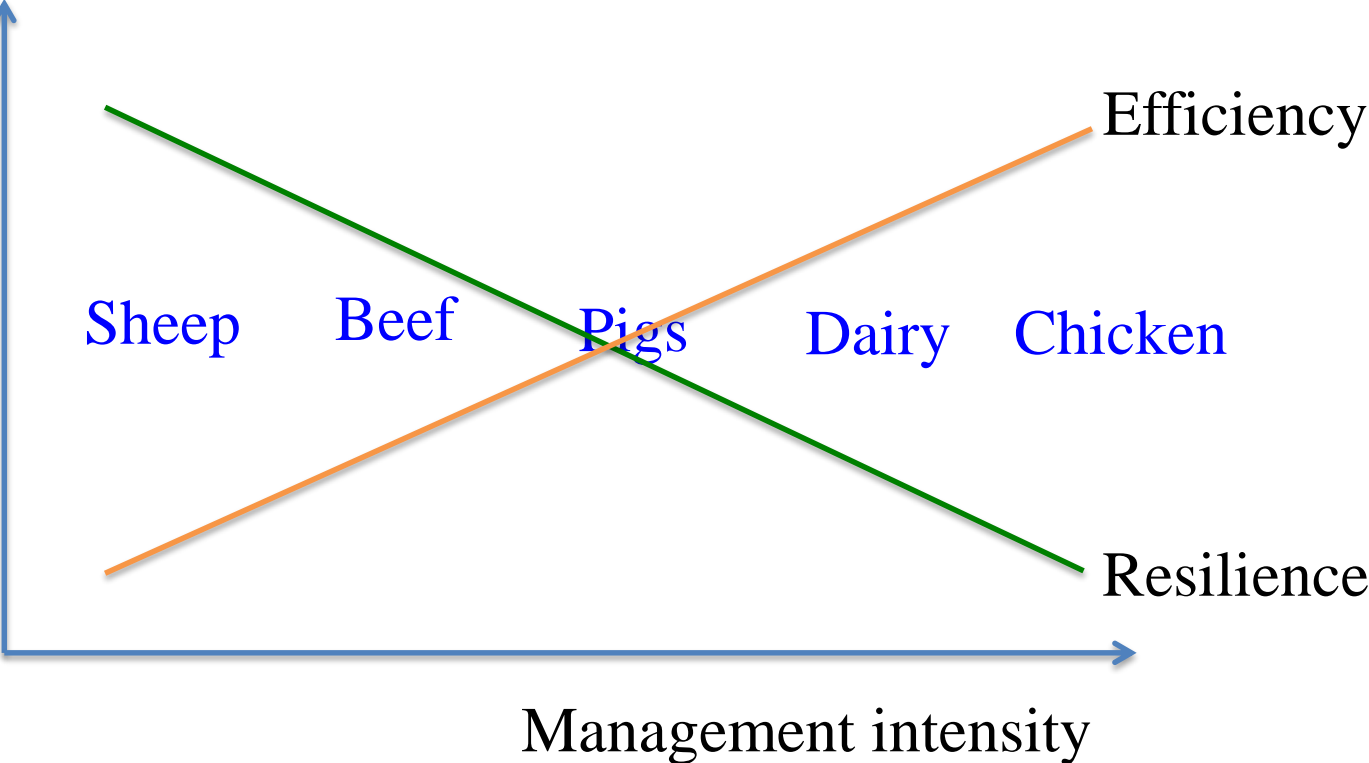 Efficiency
Sheep Beef Pigs Dairy Chicken
Resilience
Management intensity